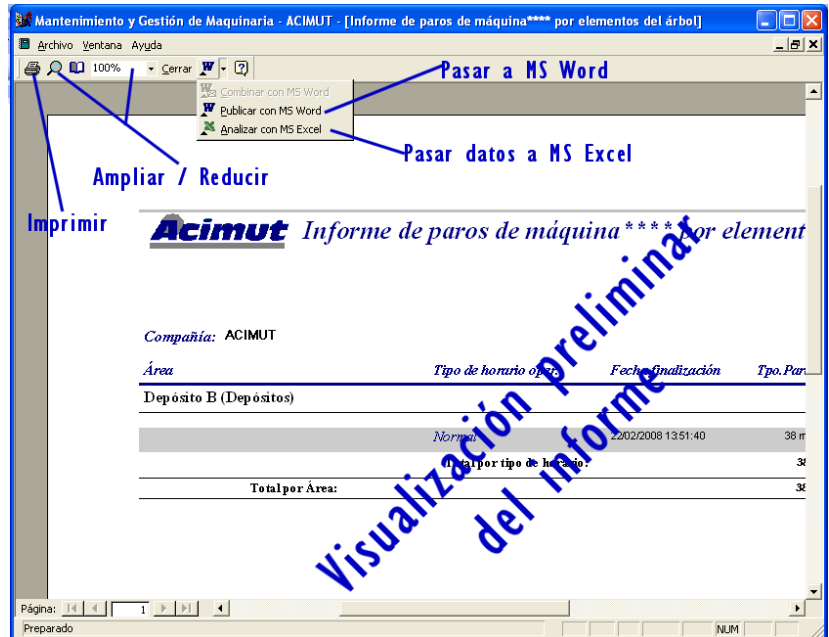 Mantenimiento y Gestión de Maquinaria - ACIMUT - [Informe de paros de máquina**** por elementos del árbol]
Archivo Ventana Ayuda
100% Cerrar
Pasar a MS Word
Combinar con MS Word
Publicar con MS Word
Analizar con MS Excel
Pasar datos a MS Excel
Ampliar / Reducir
Imprimir
Acimut Informe de paros de máquina**** por element
Compañía: ACIMUT
Área Tipo de horario oper. Fecha finalización Tpo.Par
Depósito B (Depósitos)
Normal 22/02/2008 13:51:40 38 m
Total por tipo de horario: 38
Total por Área: 38
Visualización preliminar
del informe
Página: 1
Preparado NUM